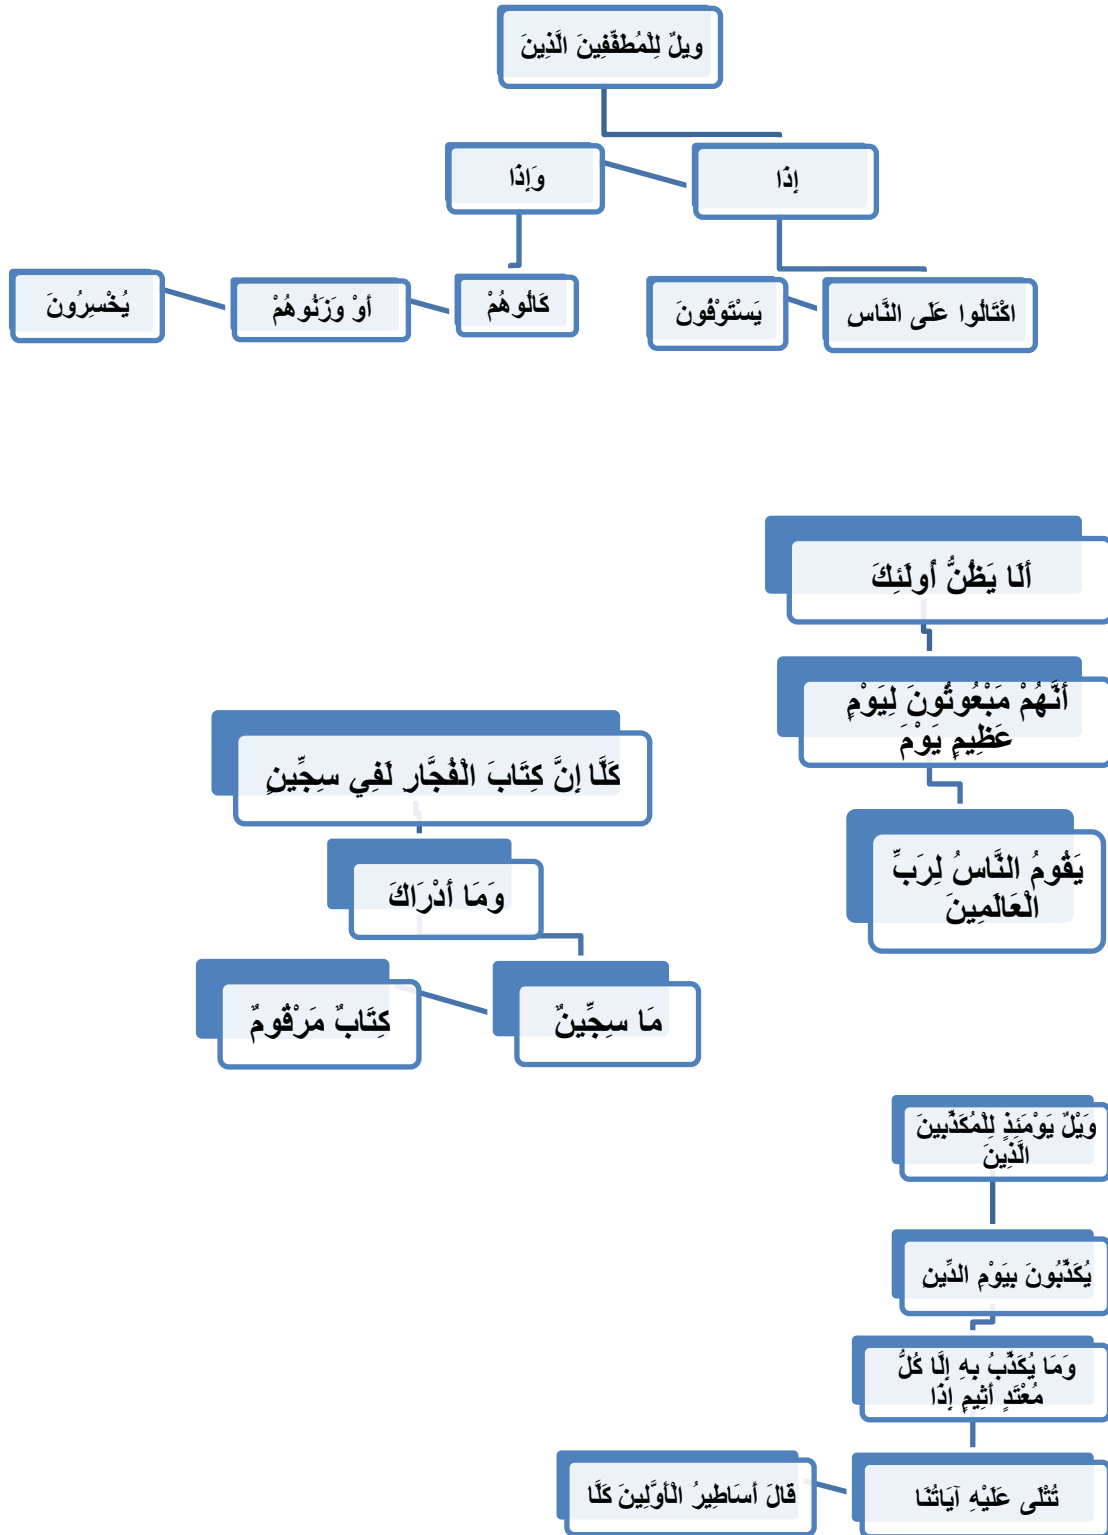 ويلٌ لِلْمُطفِّفِينَ الَّذِينَ
إِذَا
وَإِذَا
اكْتَالُوا عَلَى النَّاسِ
يَسْتَوْفُونَ
كَالُوهُمْ
أَوْ وَزَنُوهُمْ
يُخْسِرُونَ
أَلَا يَظُنُّ أُولَئِكَ
أَنَّهُمْ مَبْعُوثُونَ لِيَوْمٍ
عَظِيمٍ يَوْمَ
يَقُومُ النَّاسُ لِرَبِّ
الْعَالَمِينَ
كَلَّا إِنَّ كِتَابَ الْفُجَّارِ لَفِي سِجِّينٍ
وَمَا أَدْرَاكَ
مَا سِجِّينٌ
كِتَابٌ مَرْقُومٌ
وَيْلٌ يَوْمَئِذٍ لِلْمُكَذِّبِينَ
الَّذِينَ
يُكَذِّبُونَ بِيَوْمِ الدِّينِ
وَمَا يُكَذِّبُ بِهِ إِلَّا كُلُّ
مُعْتَدٍ أَثِيمٍ إِذَا
تُتْلَى عَلَيْهِ آيَاتُنَا
قَالَ أَسَاطِيرُ الْأَوَّلِينَ كَلَّا